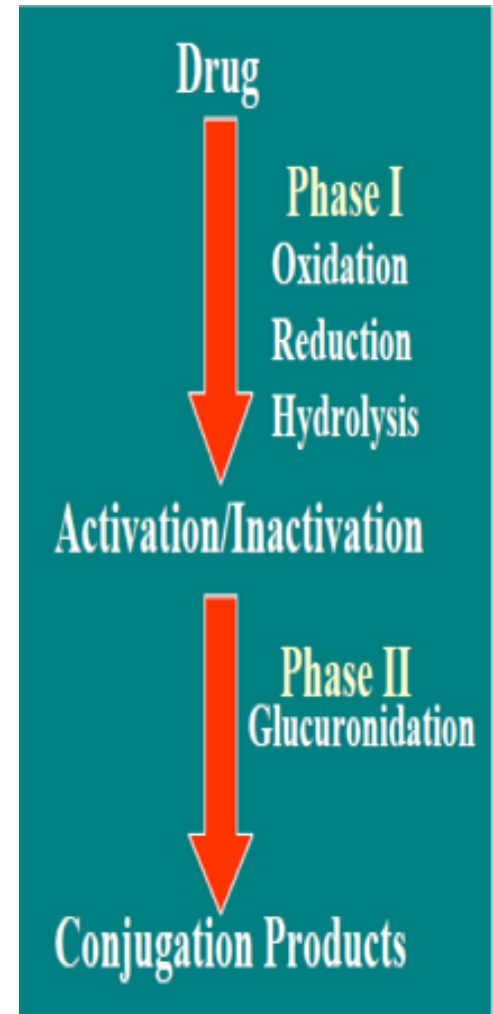 Drug
Phase I
Oxidation
Reduction
Hydrolysis
Activation/Inactivation
Phase II
Glucuronidation
Conjugation Products